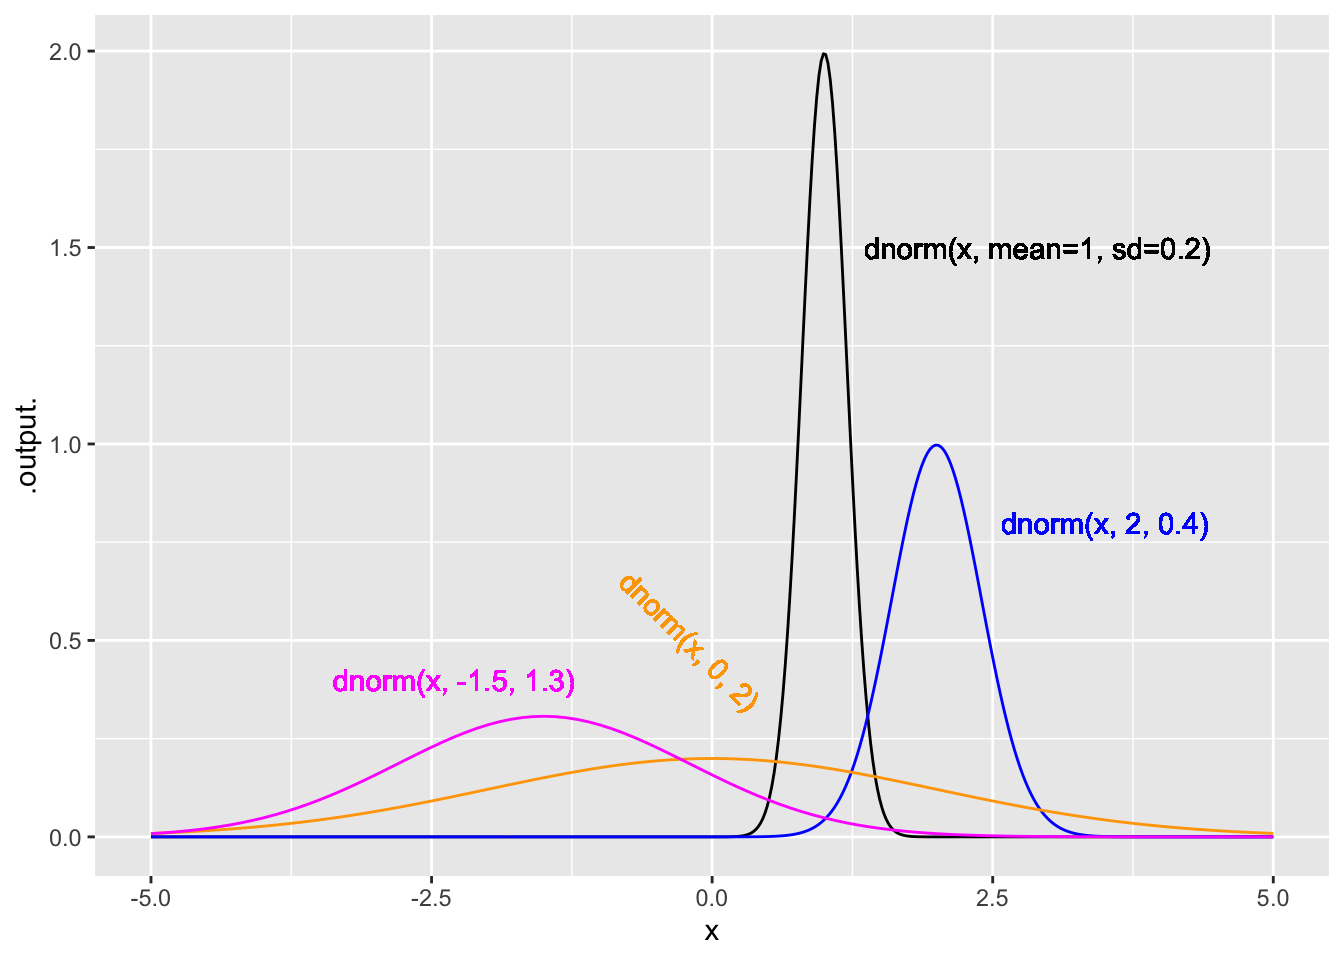 2.0
1.5
1.0
0.5
0.0
.output.
dnorm(x, mean=1, sd=0.2)
dnorm(x, 2, 0.4)
dnorm(x, 0, 2)
dnorm(x, -1.5, 1.3)
-5.0
-2.5
0.0
2.5
5.0
x